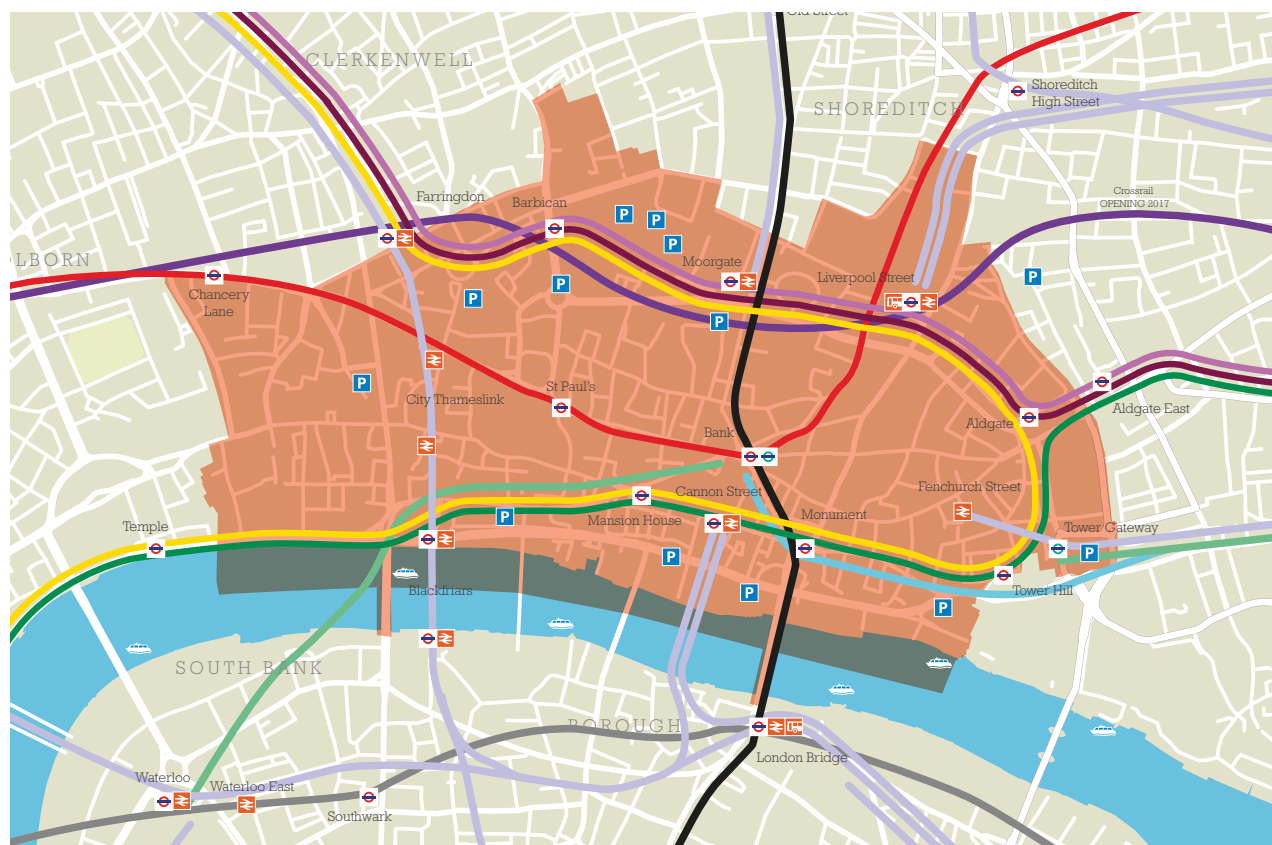 Old Street
CLERKENWELL
Shoreditch
High Street
SHOREDITCH
Farringdon
Barbican
Crossrail
OPENING 2017
LBORN
Moorgate
Liverpool Street
Chancery
Lane
P
P
P
P
P
P
P
P
St Paul's
City Thameslink
Aldgate East
Aldgate
Bank
Fenchurch Street
Cannon Street
Mansion House
Monument
P
Temple
Tower Gateway
P
P
Blackfriars
P
Tower Hill
P
SOUTH BANK
BOROUGH
London Bridge
Waterloo
Waterloo East
Southwark